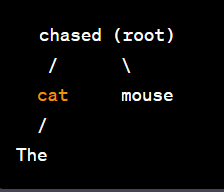 chased (root)
/ \
cat mouse
/
The